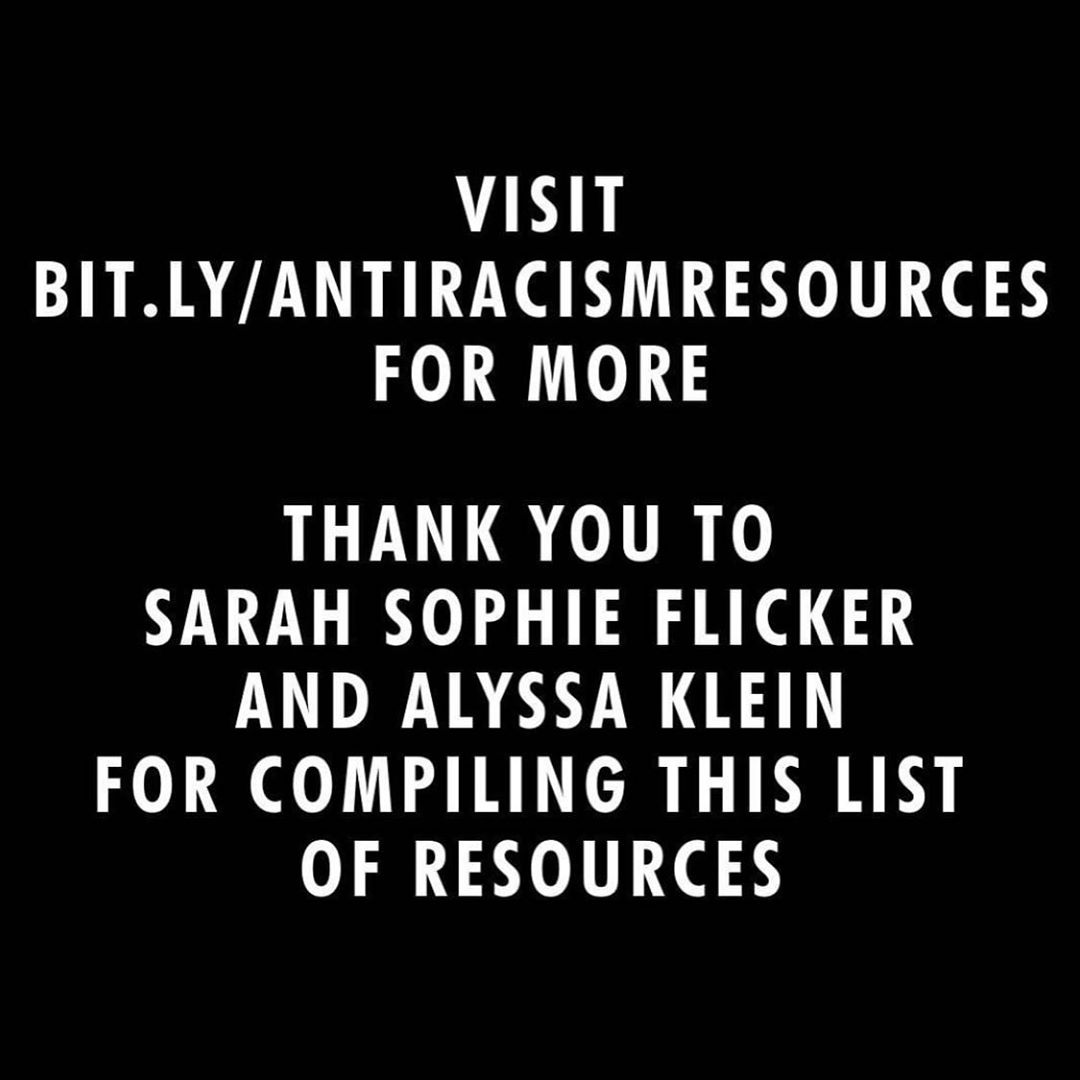 VISIT
BIT.LY/ANTIRACISMRESOURCES
FOR MORE
THANK YOU TO
SARAH SOPHIE FLICKER
AND ALYSSA KLEIN
FOR COMPILING THIS LIST
OF RESOURCES